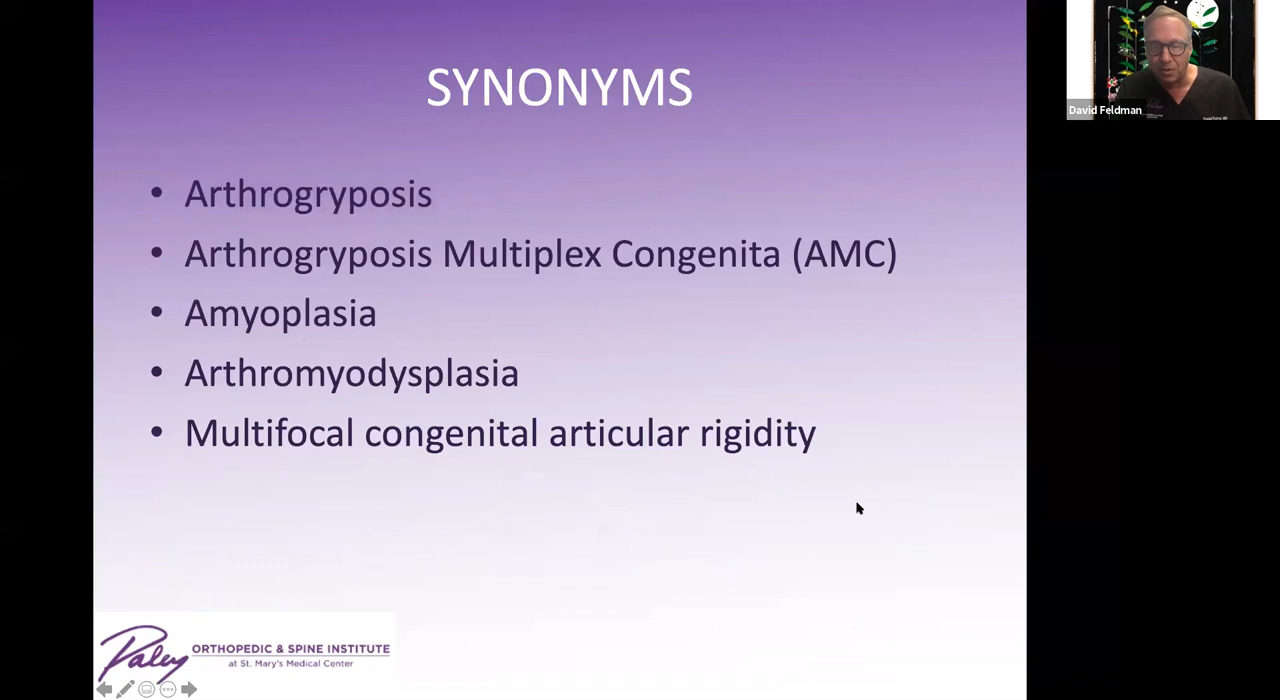 SYNONYMS
• Arthrogryposis
• Arthrogryposis Multiplex Congenita (AMC)
• Amyoplasia
• Arthromyodysplasia
• Multifocal congenital articular rigidity
Paley
ORTHOPEDIC & SPINE INSTITUTE
at St. Mary's Medical Center
David Feldman